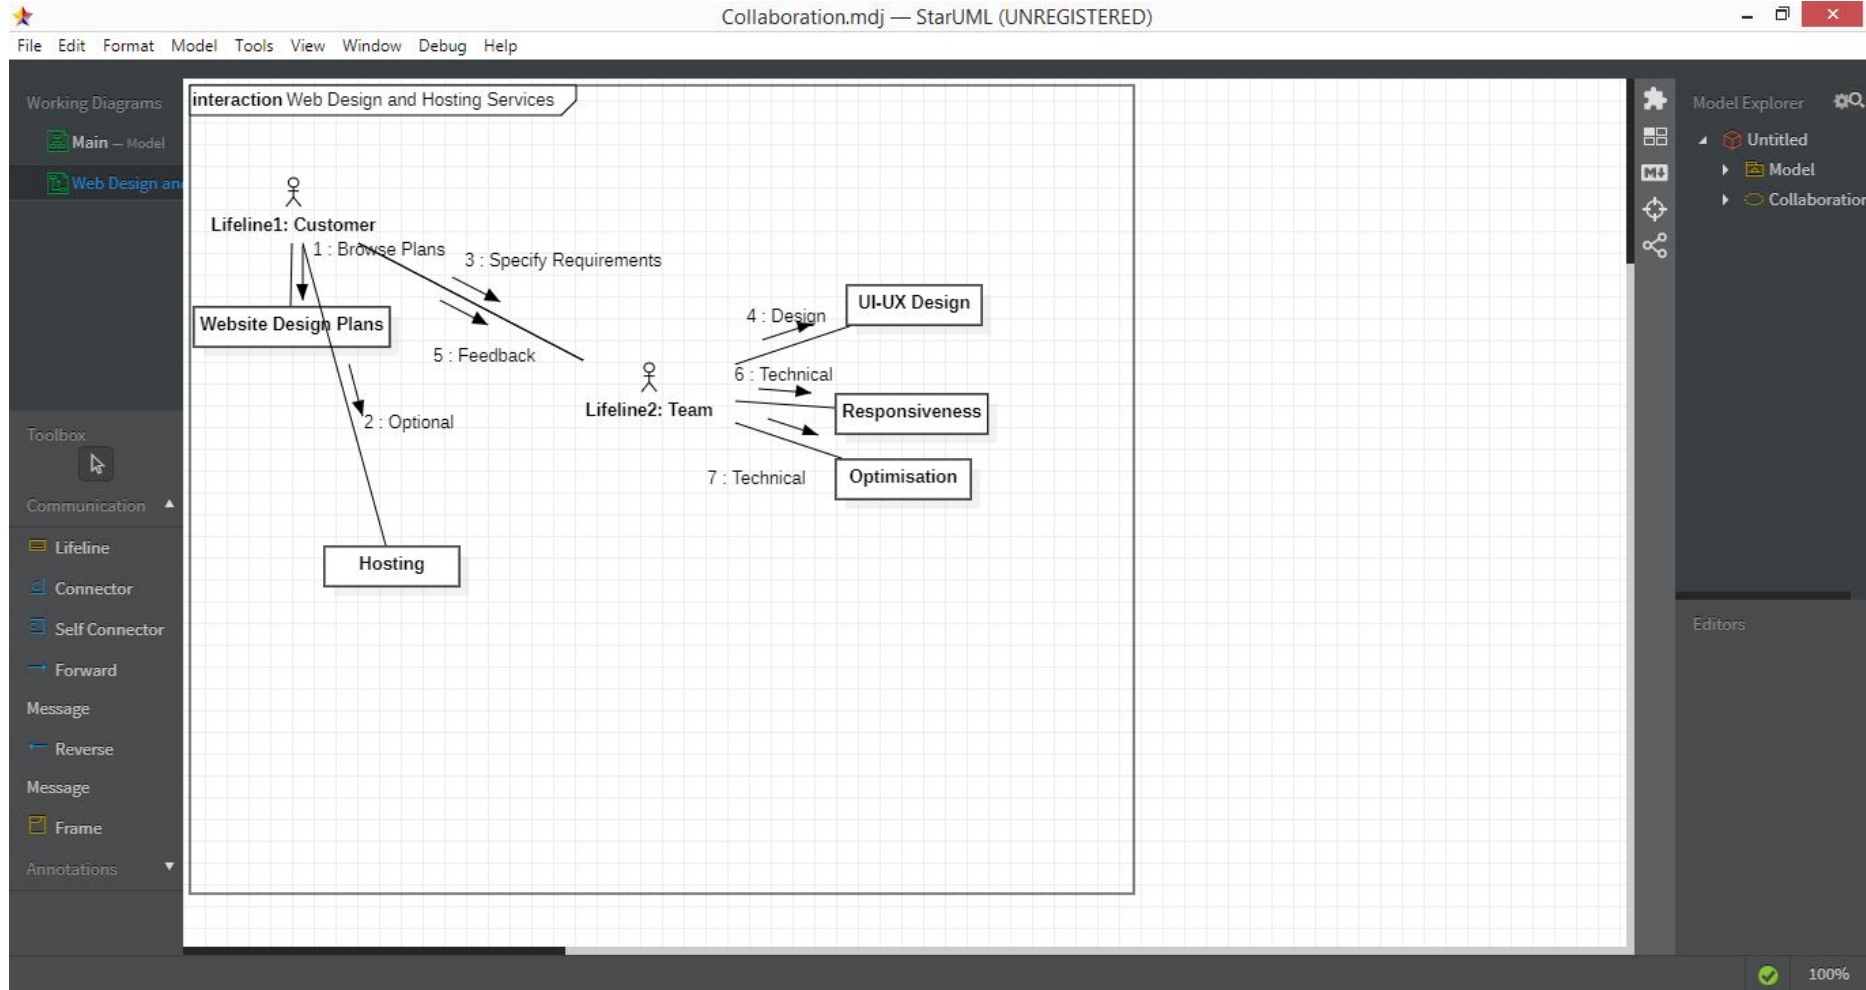 Collaboration.mdj — StarUML (UNREGISTERED)
File Edit Format Model Tools View Window Debug Help
Working Diagrams
Main — Model
Web Design an
Toolbox
Communication
Lifeline
Connector
Self Connector
Forward
Message
Reverse
Message
Frame
Annotations
interaction Web Design and Hosting Services
Lifeline1: Customer
1 : Browse Plans
3 : Specify Requirements
Website Design Plans
5 : Feedback
2 : Optional
Hosting
UI-UX Design
4 : Design
6 : Technical
Lifeline2: Team
Responsiveness
Optimisation
7 : Technical
M
Model Explorer
Untitled
Model
Collaboration
Editors
100%